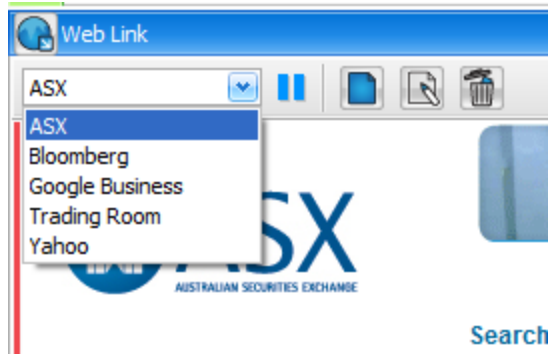 Web Link
ASX
ASX
Bloomberg
Google Business
Trading Room
Yahoo
ASX
AUSTRALIAN SECURITIES EXCHANGE
Search